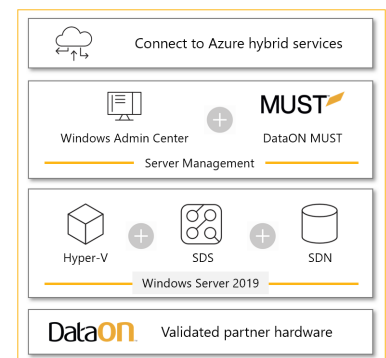 Connect to Azure hybrid services
MUST
Windows Admin Center
DataON MUST
Server Management
Hyper-V
SDS
SDN
Windows Server 2019
DataON
Validated partner hardware